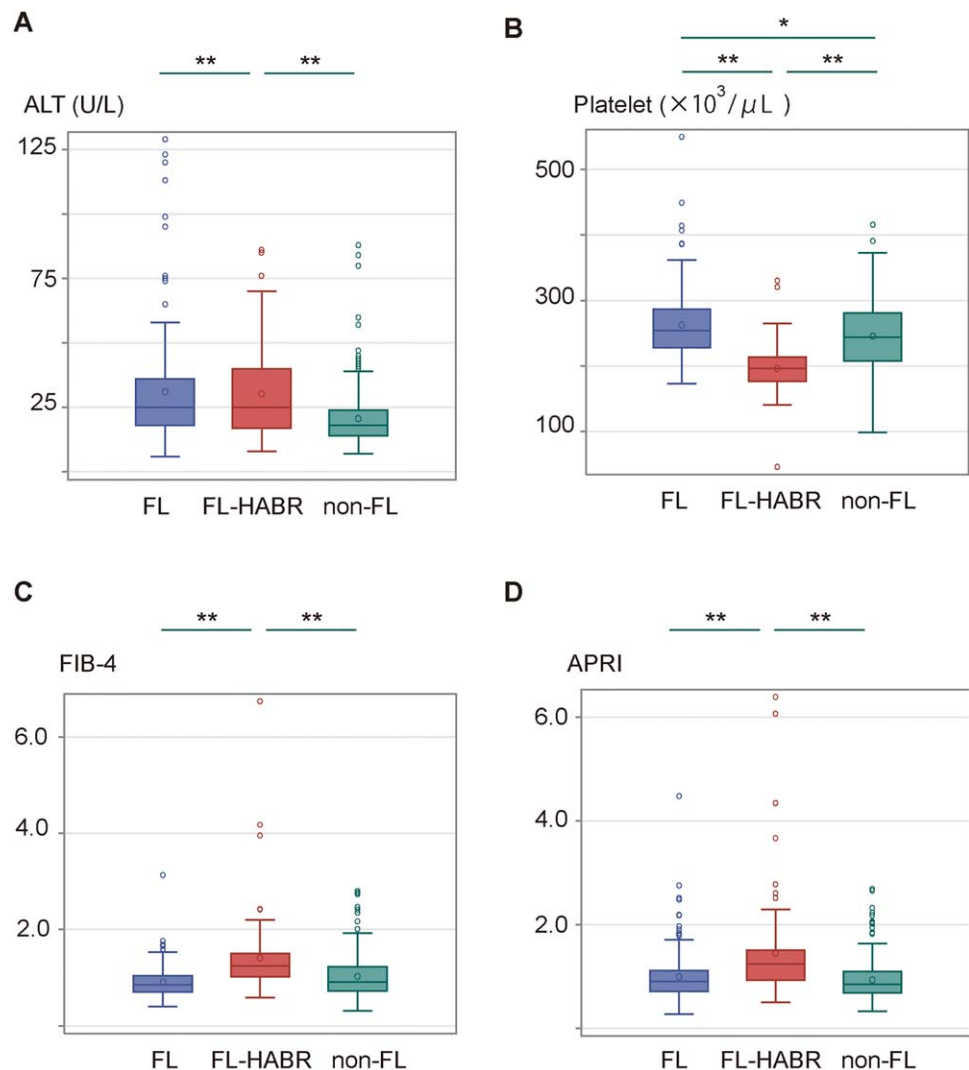 A
** **
ALT (U/L)
125
75
25
FL FL-HABR non-FL
B
*
** **
Platelet (×10³/μL)
500
300
100
FL FL-HABR non-FL
C
** **
FIB-4
6.0
4.0
2.0
FL FL-HABR non-FL
D
** **
APRI
6.0
4.0
2.0
FL FL-HABR non-FL